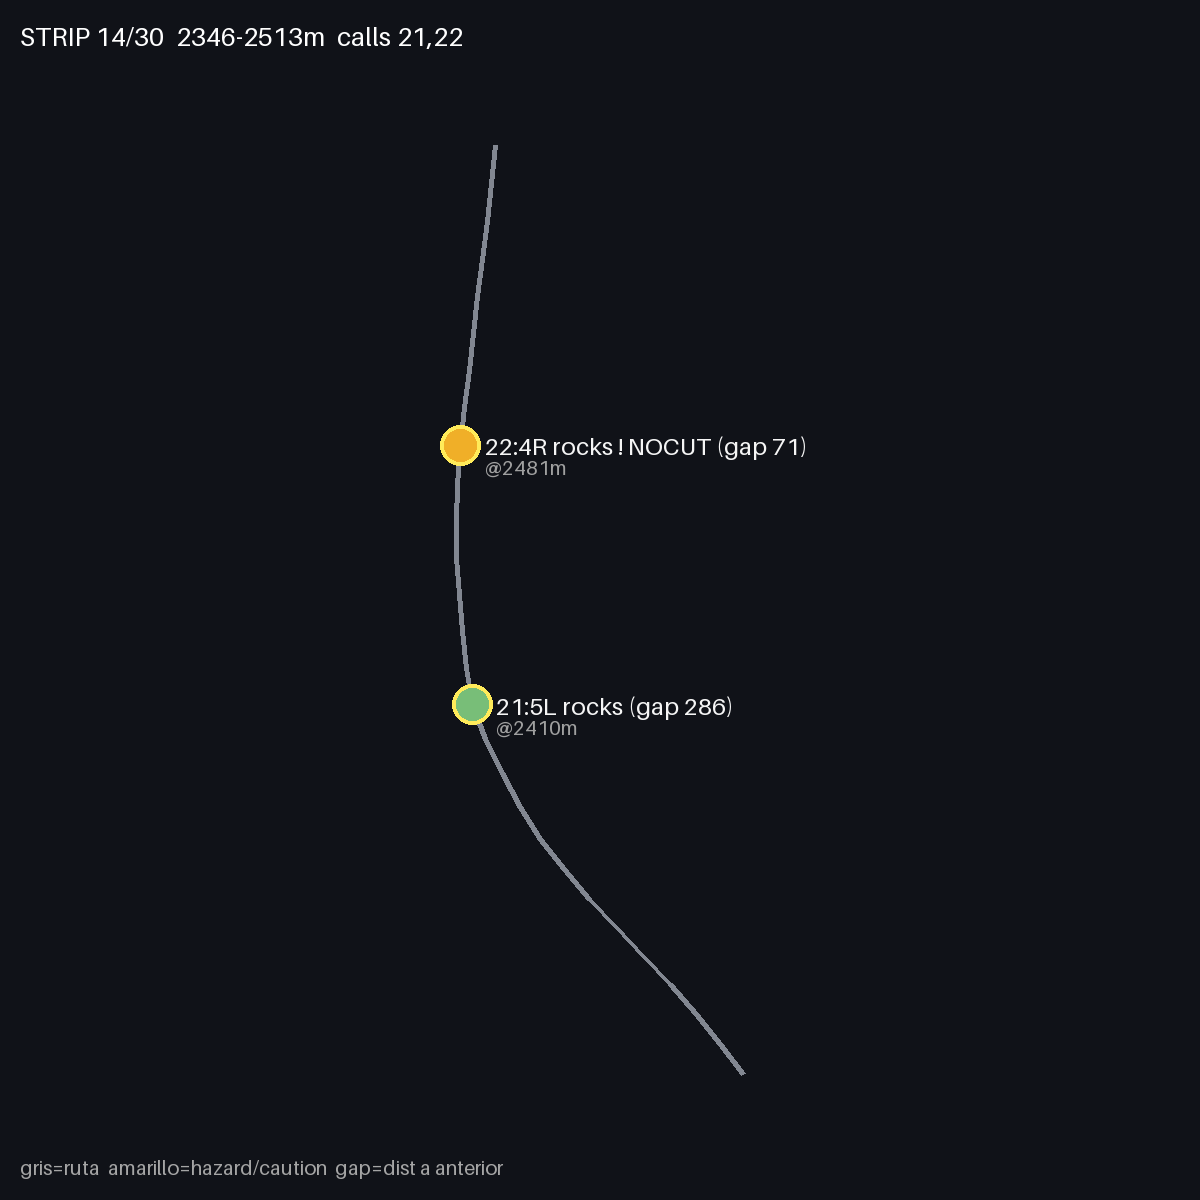 STRIP 14/30  2346-2513m  calls 21,22
22:4R rocks ! NOCUT (gap 71)
@2481m
21:5L rocks (gap 286)
@2410m
gris=ruta  amarillo=hazard/caution  gap=dist a anterior